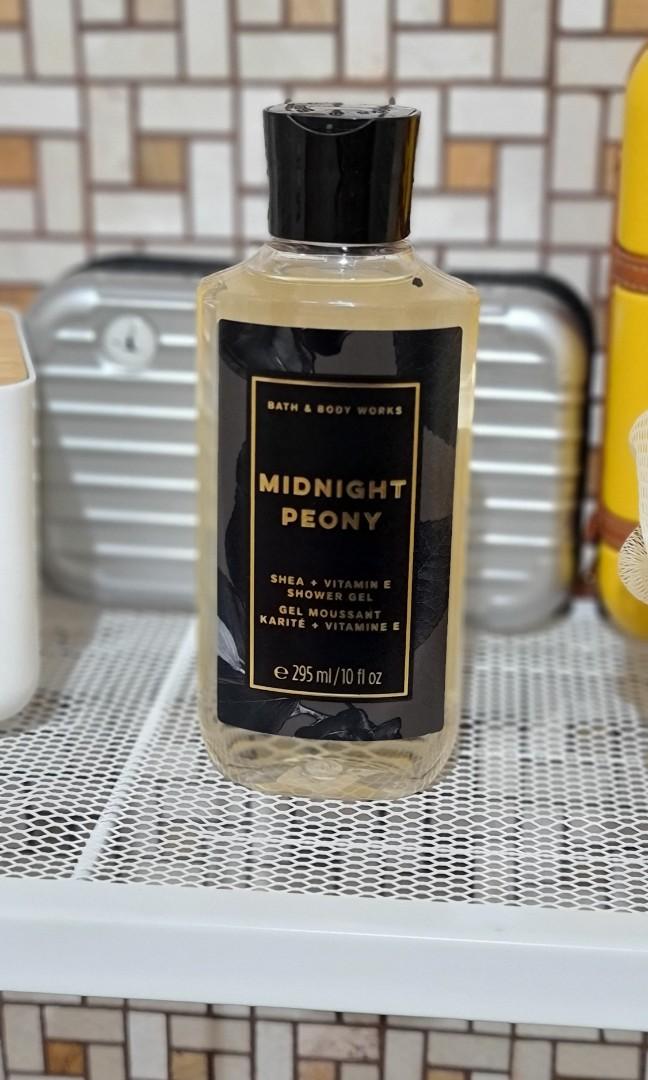 BATH & BODY WORKS
MIDNIGHT
PEONY
SHEA + VITAMIN E
SHOWER GEL
GEL MOUSSANT
KARITÉ + VITAMINE E
℮ 295 ml/10 fl oz